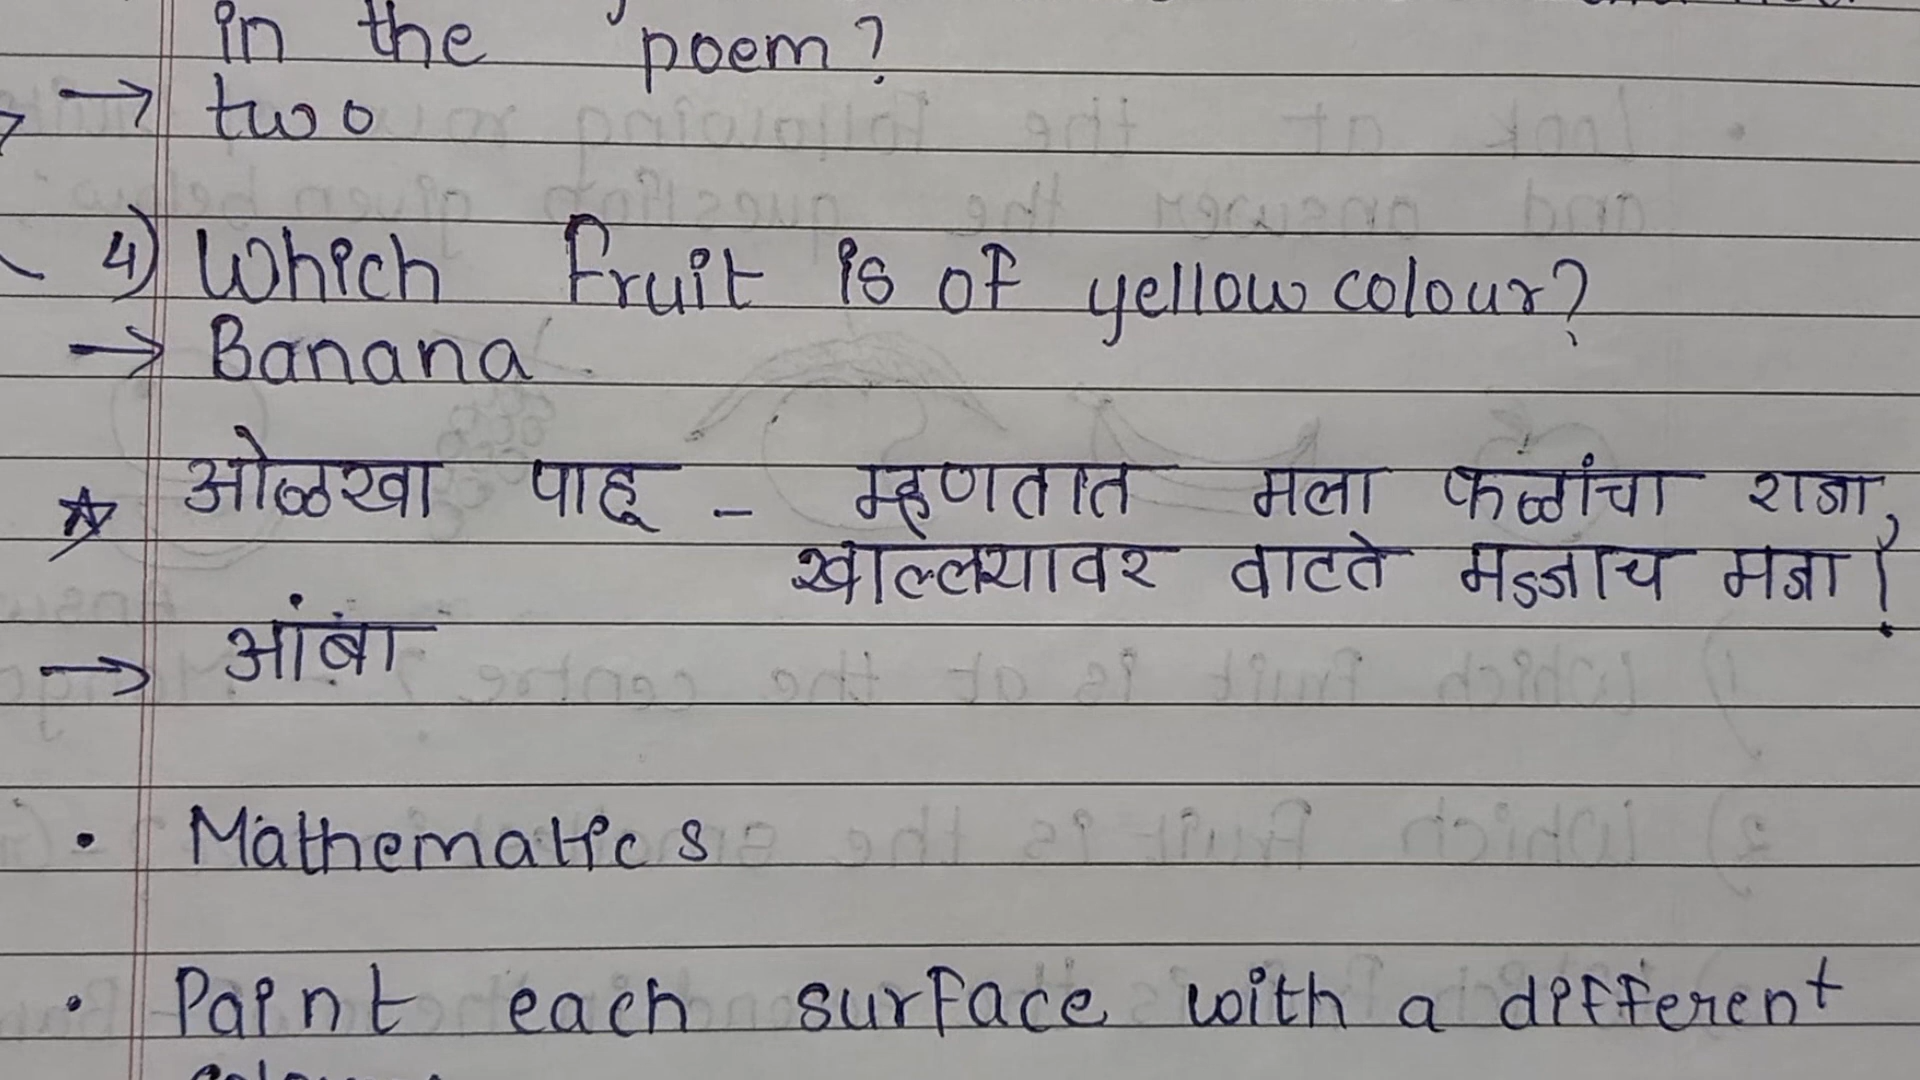 in the poem?
→ two
4) Which fruit is of yellow colour?
→ Banana
☆ ओळखा पाहू - म्हणतात मला फळांचा राजा,
खाल्ल्यावर वाटते मज्जाच मजा!
→ आंबा
• Mathematics
• Paint each surface with a different